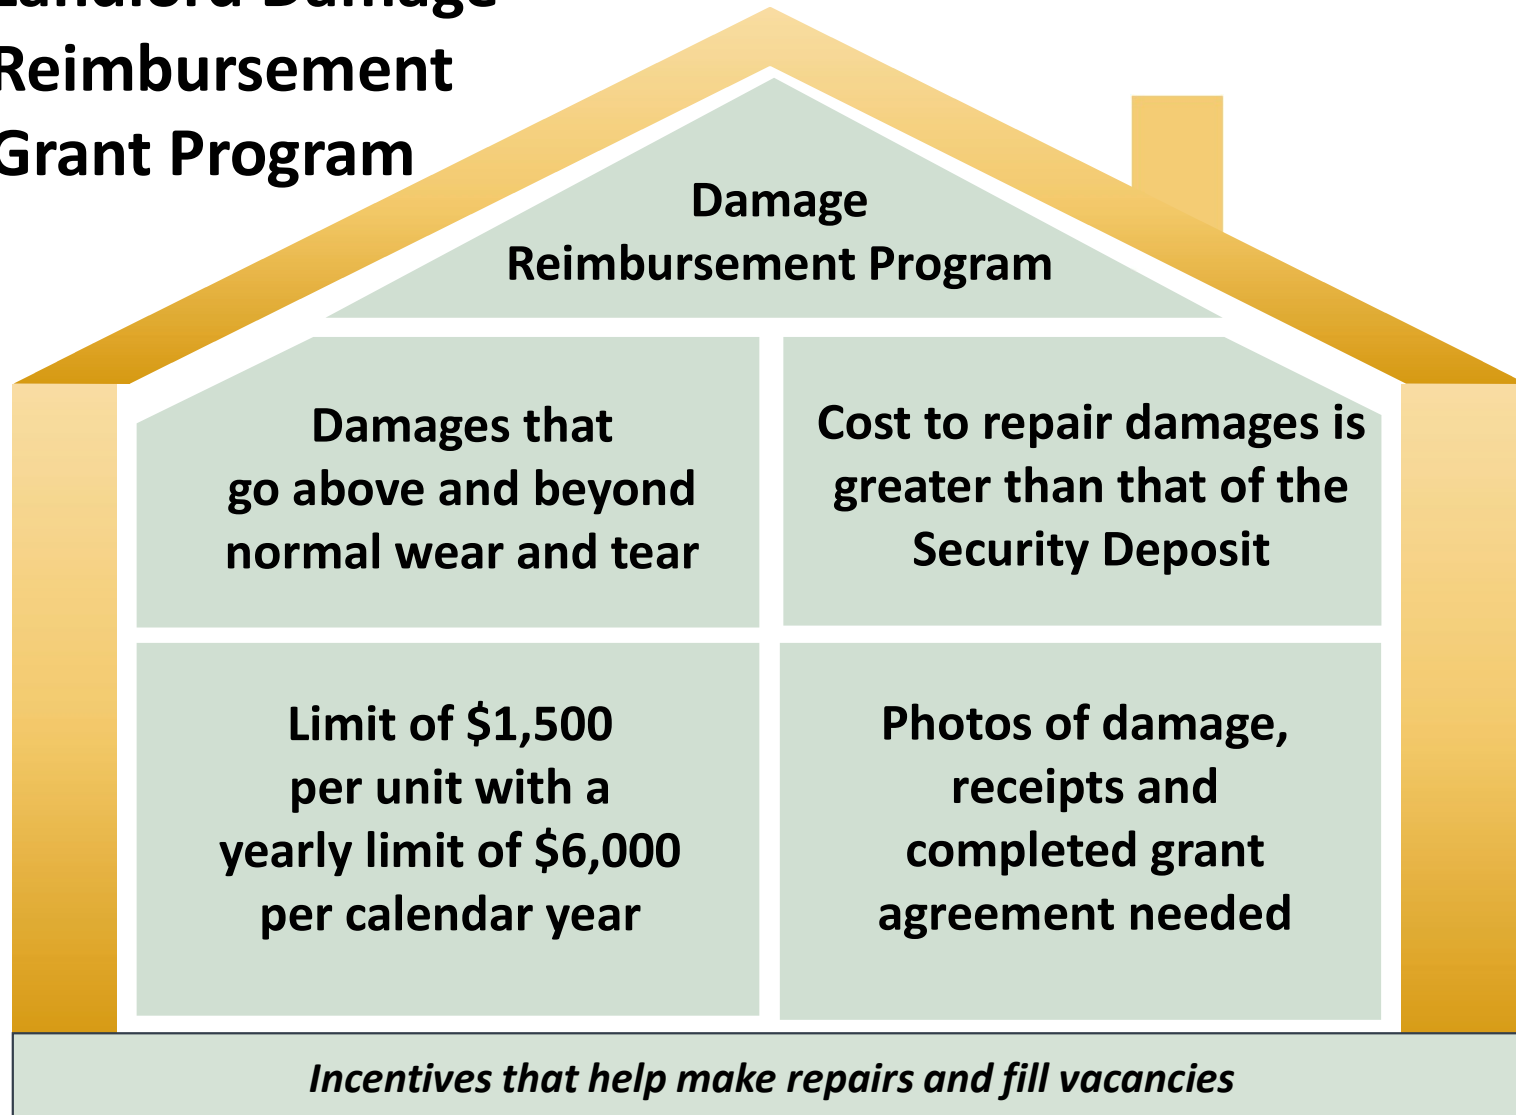 Landlord Damage
Reimbursement
Grant Program
Damage
Reimbursement Program
Damages that
go above and beyond
normal wear and tear
Cost to repair damages is
greater than that of the
Security Deposit
Limit of $1,500
per unit with a
yearly limit of $6,000
per calendar year
Photos of damage,
receipts and
completed grant
agreement needed
Incentives that help make repairs and fill vacancies